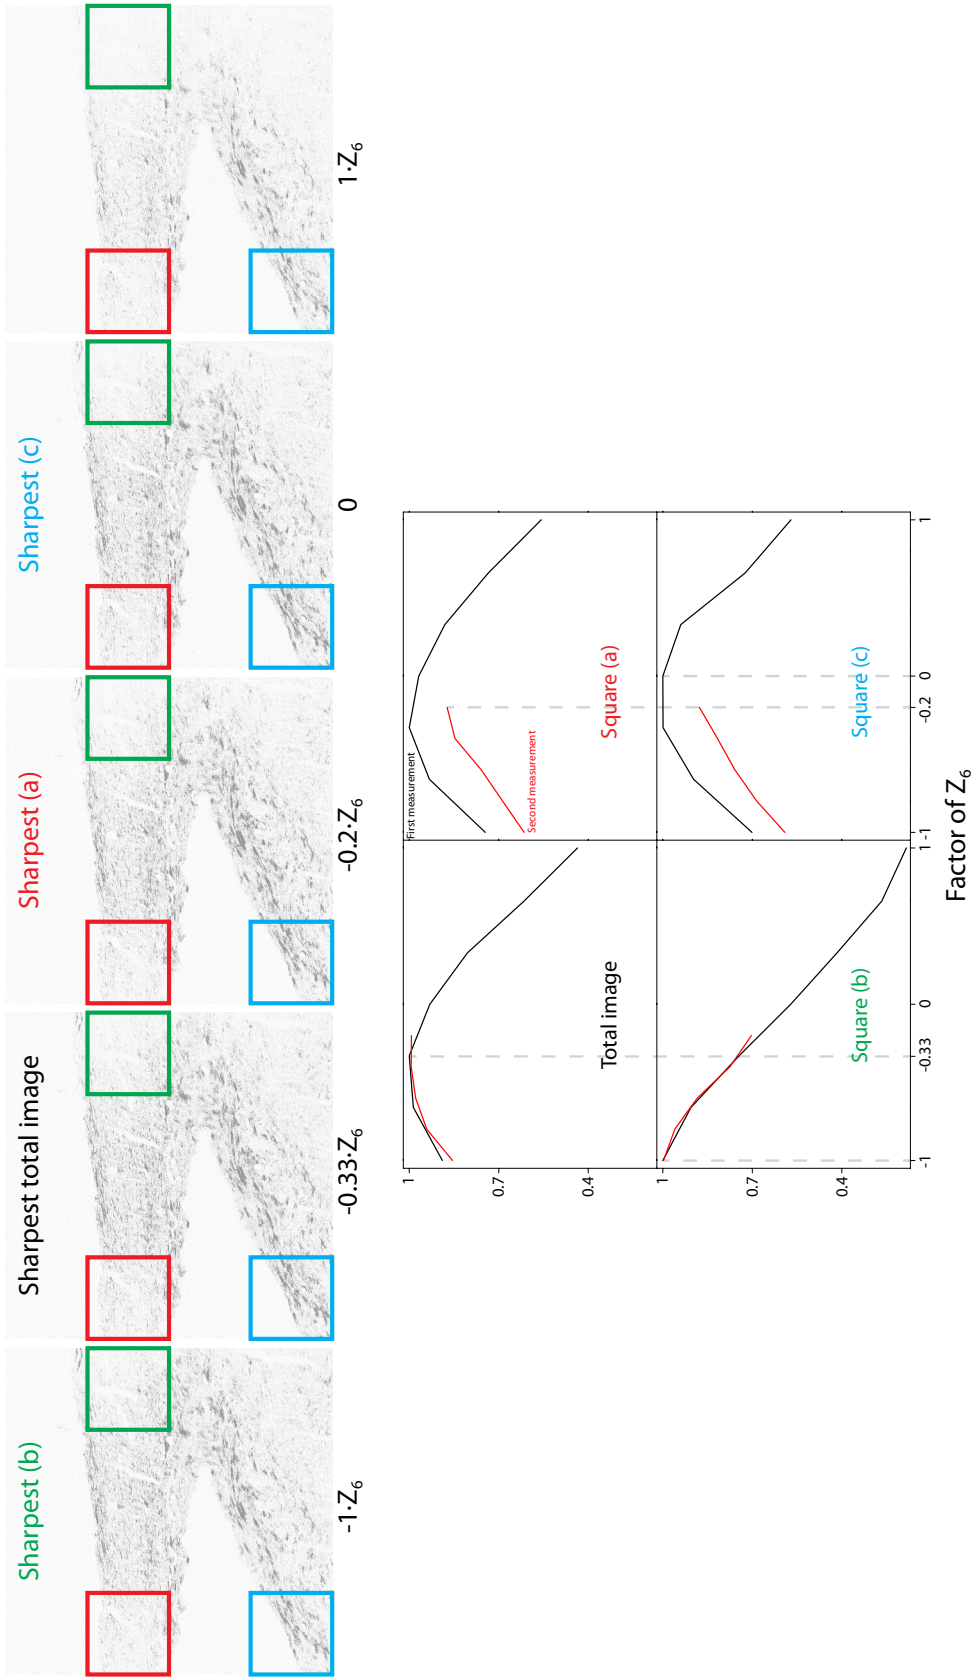 Sharpest (b)
Sharpest total image
Sharpest (a)
Sharpest (c)
-1·Z6
-0.33·Z6
-0.2·Z6
0
1·Z6
1
0.7
0.4
Total image
First measurement
Second measurement
Square (a)
1
0.7
0.4
Square (b)
Square (c)
-1
-0.33
0
1
-1
-0.2
0
1
Factor of Z6